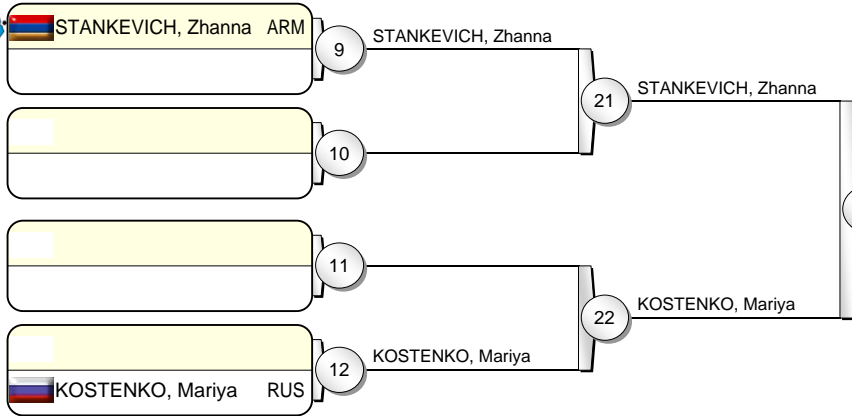 STANKEVICH, Zhanna ARM
9
STANKEVICH, Zhanna
21
STANKEVICH, Zhanna
10
11
22
KOSTENKO, Mariya
12
KOSTENKO, Mariya
KOSTENKO, Mariya RUS